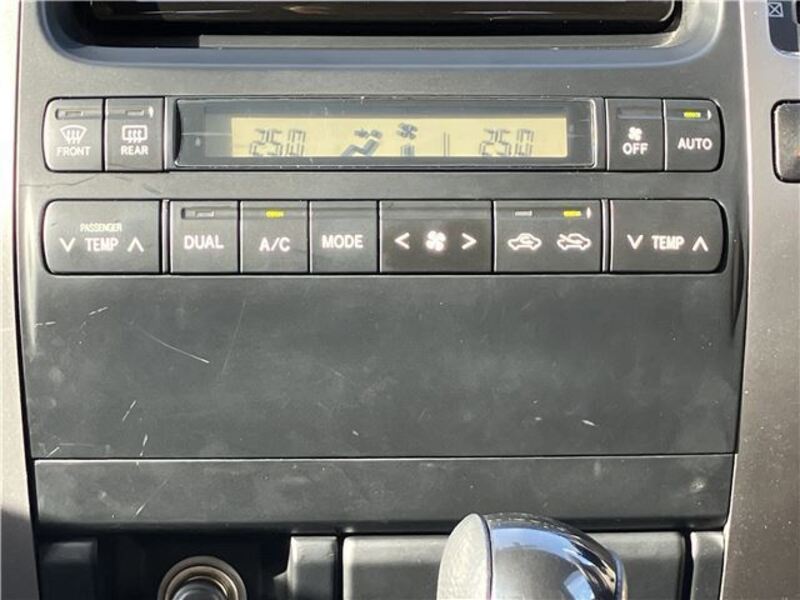 FRONT
REAR
25.0
25.0
OFF
AUTO
PASSENGER
TEMP
DUAL
A/C
MODE
TEMP